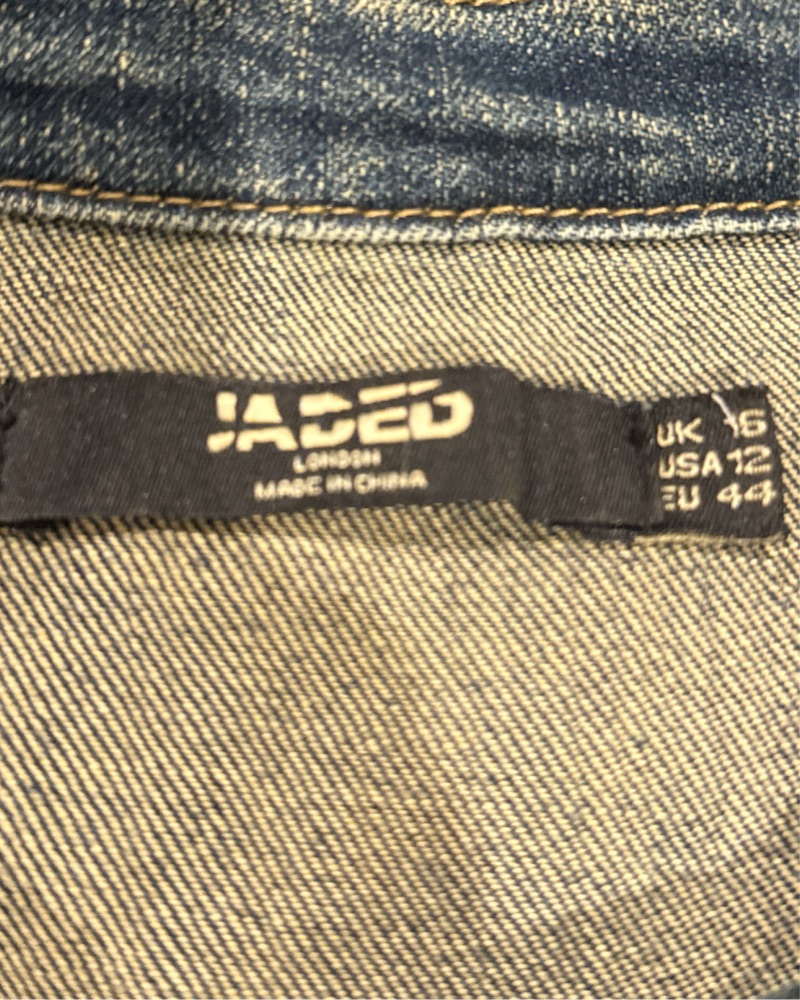 JADED
LONDON
MADE IN CHINA
UK 16
USA 12
EU 44